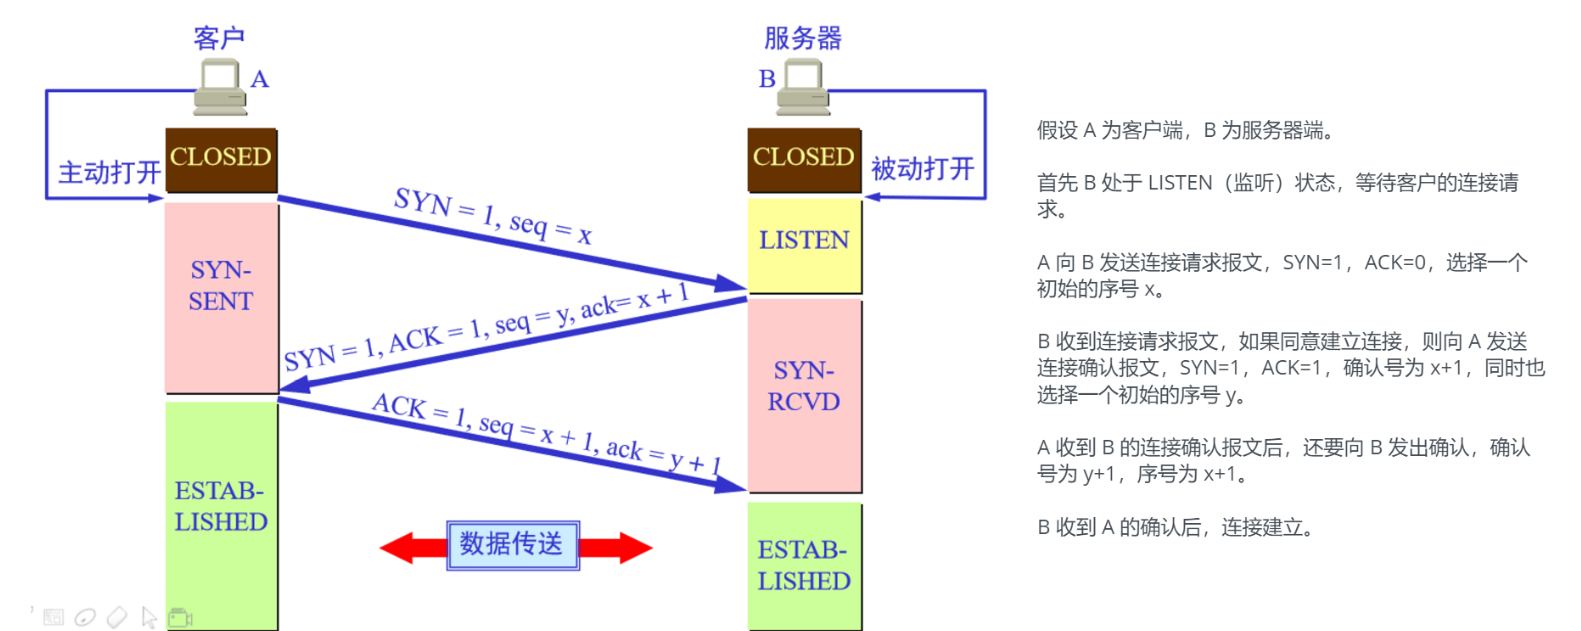 客户
A
服务器
B
CLOSED
主动打开
CLOSED
被动打开
SYN = 1, seq = x
SYN-
SENT
LISTEN
SYN = 1, ACK = 1, seq = y, ack= x + 1
SYN-
RCVD
ACK = 1, seq = x + 1, ack = y + 1
ESTAB-
LISHED
数据传送
ESTAB-
LISHED
假设 A 为客户端，B 为服务器端。
首先 B 处于 LISTEN（监听）状态，等待客户的连接请
求。
A 向 B 发送连接请求报文，SYN=1，ACK=0，选择一个
初始的序号 x。
B 收到连接请求报文，如果同意建立连接，则向 A 发送
连接确认报文，SYN=1，ACK=1，确认号为 x+1，同时也
选择一个初始的序号 y。
A 收到 B 的连接确认报文后，还要向 B 发出确认，确认
号为 y+1，序号为 x+1。
B 收到 A 的确认后，连接建立。